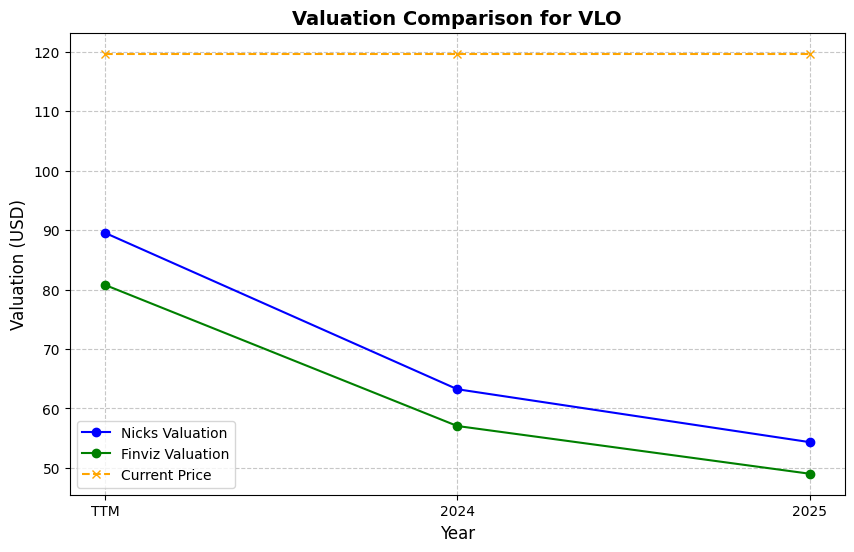 Valuation Comparison for VLO
120
110
100
90
80
70
60
50
Valuation (USD)
Nicks Valuation
Finviz Valuation
Current Price
TTM
2024
2025
Year